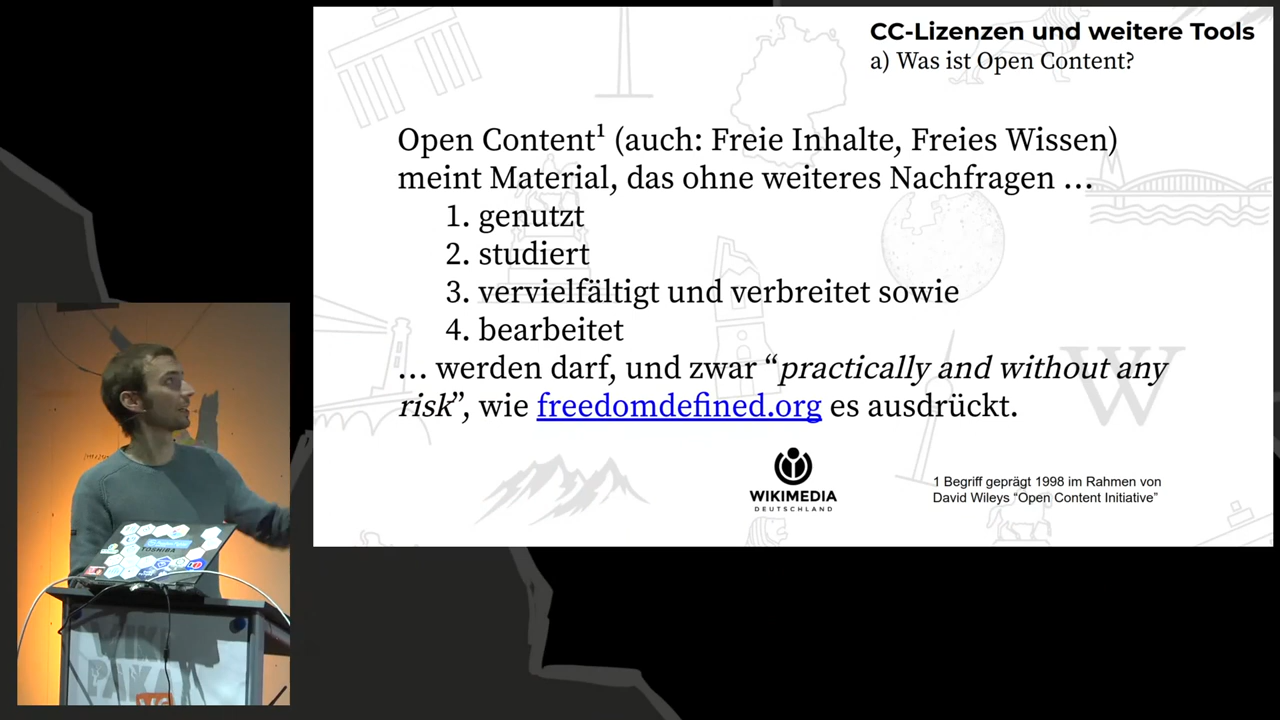 CC-Lizenzen und weitere Tools
a) Was ist Open Content?
Open Content¹ (auch: Freie Inhalte, Freies Wissen)
meint Material, das ohne weiteres Nachfragen …
1. genutzt
2. studiert
3. vervielfältigt und verbreitet sowie
4. bearbeitet
… werden darf, und zwar “practically and without any
risk”, wie freedomdefined.org es ausdrückt.
W
WIKIMEDIA
DEUTSCHLAND
1 Begriff geprägt 1998 im Rahmen von
David Wileys “Open Content Initiative”
TOSHIBA
WIKI
PAKA